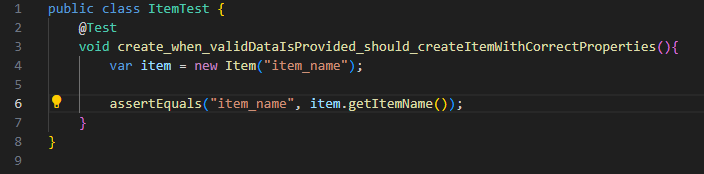 1 public class ItemTest {
2 @Test
3 void create_when_validDataIsProvided_should_createItemWithCorrectProperties(){
4 var item = new Item("item_name");
5
6 assertEquals("item_name", item.getItemName());
7 }
8 }
9